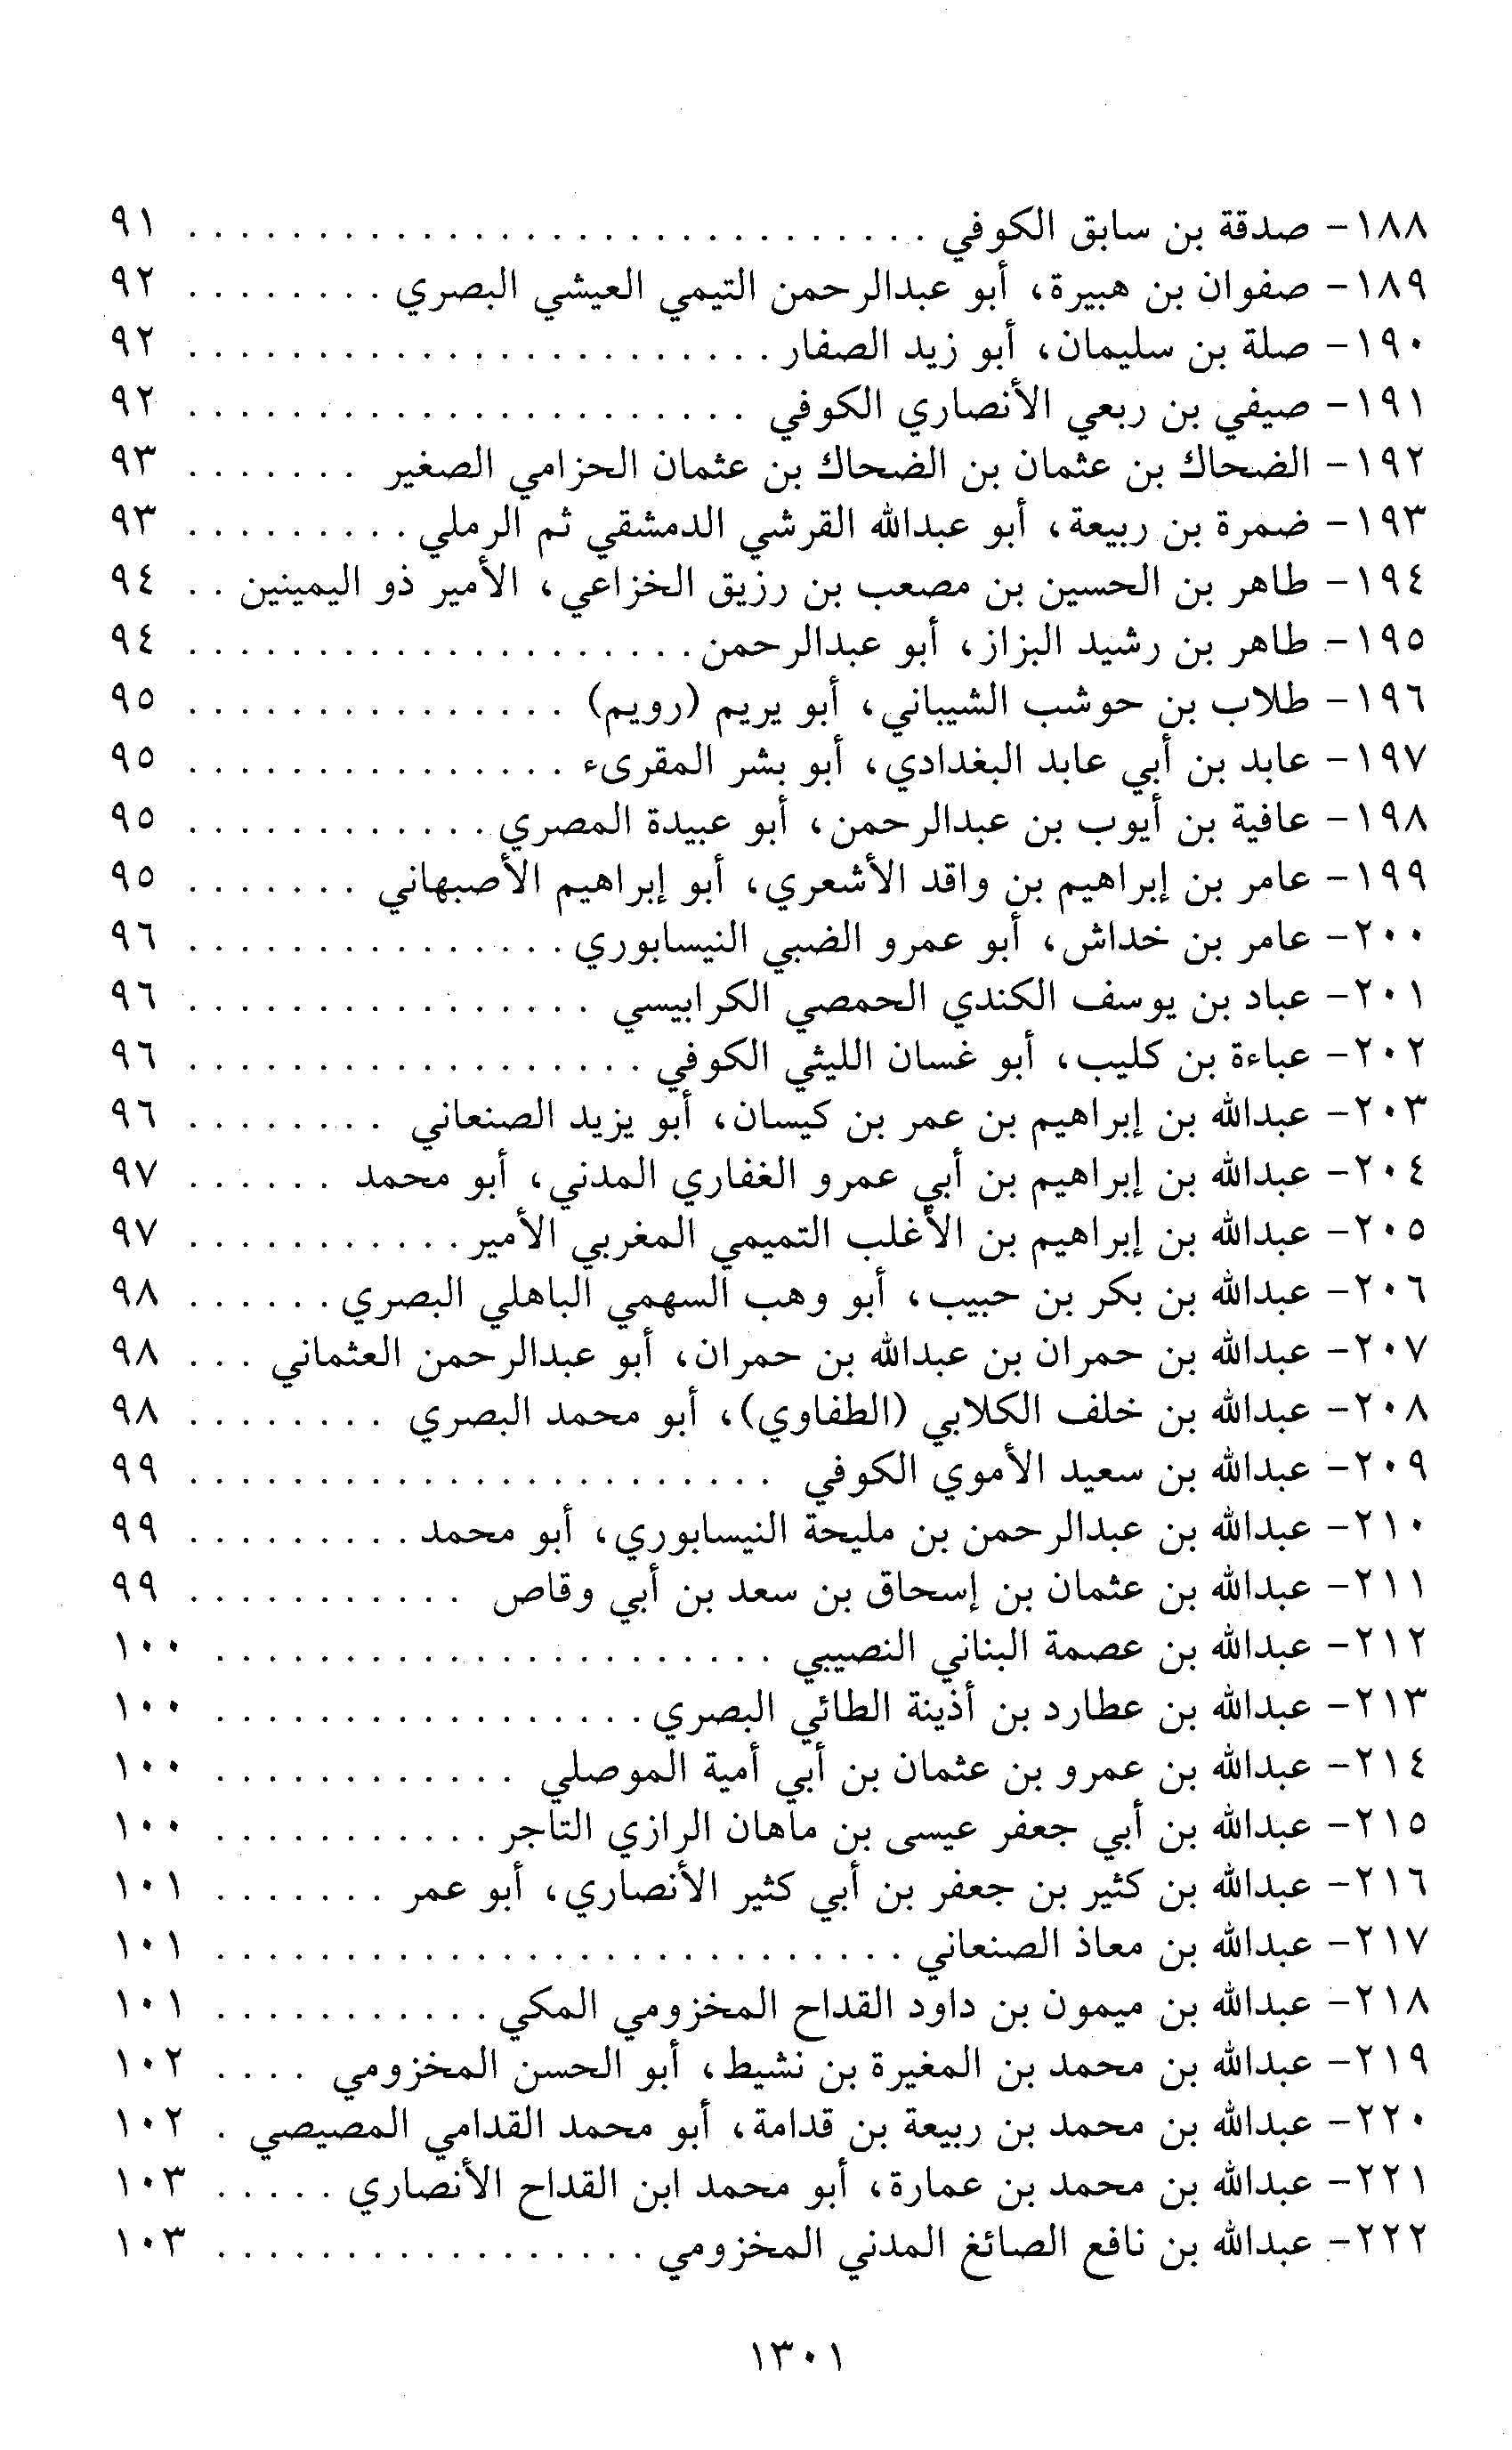 ١٨٨- صدقة بن سابق الكوفي . . . . . . . . . . . . . . . . . . . . . . . . . . . . . ٩١
١٨٩- صفوان بن هبيرة، أبو عبدالرحمن التيمي العيشي البصري . . . . . . . . ٩٢
١٩٠- صلة بن سليمان، أبو زيد الصفار . . . . . . . . . . . . . . . . . . . . . . . ٩٢
١٩١- صيفي بن ربعي الأنصاري الكوفي . . . . . . . . . . . . . . . . . . . . . . ٩٢
١٩٢- الضحاك بن عثمان بن الضحاك بن عثمان الحزامي الصغير . . . . . . . ٩٣
١٩٣- ضمرة بن ربيعة، أبو عبدالله القرشي الدمشقي ثم الرملي . . . . . . . . . ٩٣
١٩٤- طاهر بن الحسين بن مصعب بن رزيق الخزاعي، الأمير ذو اليمينين . . ٩٤
١٩٥- طاهر بن رشيد البزاز، أبو عبدالرحمن . . . . . . . . . . . . . . . . . . . . ٩٤
١٩٦- طلاب بن حوشب الشيباني، أبو يريم (رويم) . . . . . . . . . . . . . . . ٩٥
١٩٧- عابد بن أبي عابد البغدادي، أبو بشر المقرىء . . . . . . . . . . . . . . . ٩٥
١٩٨- عافية بن أيوب بن عبدالرحمن، أبو عبيدة المصري . . . . . . . . . . . . ٩٥
١٩٩- عامر بن إبراهيم بن واقد الأشعري، أبو إبراهيم الأصبهاني . . . . . . . ٩٥
٢٠٠- عامر بن خداش، أبو عمرو الضبي النيسابوري . . . . . . . . . . . . . . . ٩٦
٢٠١- عباد بن يوسف الكندي الحمصي الكرابيسي . . . . . . . . . . . . . . . . ٩٦
٢٠٢- عباءة بن كليب، أبو غسان الليثي الكوفي . . . . . . . . . . . . . . . . . . ٩٦
٢٠٣- عبدالله بن إبراهيم بن عمر بن كيسان، أبو يزيد الصنعاني . . . . . . . . ٩٦
٢٠٤- عبدالله بن إبراهيم بن أبي عمرو الغفاري المدني، أبو محمد . . . . . . ٩٧
٢٠٥- عبدالله بن إبراهيم بن الأغلب التميمي المغربي الأمير . . . . . . . . . . . ٩٧
٢٠٦- عبدالله بن بكر بن حبيب، أبو وهب السهمي الباهلي البصري . . . . . . ٩٨
٢٠٧- عبدالله بن حمران بن عبدالله بن حمران، أبو عبدالرحمن العثماني . . . ٩٨
٢٠٨- عبدالله بن خلف الكلابي (الطفاوي)، أبو محمد البصري . . . . . . . . ٩٨
٢٠٩- عبدالله بن سعيد الأموي الكوفي . . . . . . . . . . . . . . . . . . . . . . . ٩٩
٢١٠- عبدالله بن عبدالرحمن بن مليحة النيسابوري، أبو محمد . . . . . . . . . ٩٩
٢١١- عبدالله بن عثمان بن إسحاق بن سعد بن أبي وقاص . . . . . . . . . . . ٩٩
٢١٢- عبدالله بن عصمة البناني النصيبي . . . . . . . . . . . . . . . . . . . . . . ١٠٠
٢١٣- عبدالله بن عطارد بن أذينة الطائي البصري . . . . . . . . . . . . . . . . . ١٠٠
٢١٤- عبدالله بن عمرو بن عثمان بن أبي أمية الموصلي . . . . . . . . . . . . ١٠٠
٢١٥- عبدالله بن أبي جعفر عيسى بن ماهان الرازي التاجر . . . . . . . . . . . ١٠٠
٢١٦- عبدالله بن كثير بن جعفر بن أبي كثير الأنصاري، أبو عمر . . . . . . . ١٠١
٢١٧- عبدالله بن معاذ الصنعاني . . . . . . . . . . . . . . . . . . . . . . . . . . . ١٠١
٢١٨- عبدالله بن ميمون بن داود القداح المخزومي المكي . . . . . . . . . . . ١٠١
٢١٩- عبدالله بن محمد بن المغيرة بن نشيط، أبو الحسن المخزومي . . . . ١٠٢
٢٢٠- عبدالله بن محمد بن ربيعة بن قدامة، أبو محمد القدامي المصيصي . ١٠٢
٢٢١- عبدالله بن محمد بن عمارة، أبو محمد ابن القداح الأنصاري . . . . . ١٠٣
٢٢٢- عبدالله بن نافع الصائغ المدني المخزومي . . . . . . . . . . . . . . . . . ١٠٣
١٣٠١